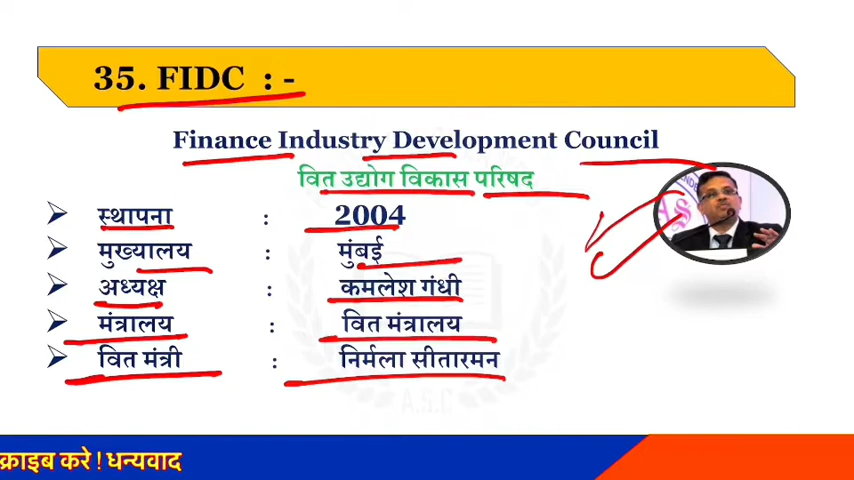 35. FIDC : -
Finance Industry Development Council
वित उद्योग विकास परिषद
➢ स्थापना : 2004
➢ मुख्यालय : मुंबई
➢ अध्यक्ष : कमलेश गंधी
➢ मंत्रालय : वित मंत्रालय
➢ वित मंत्री : निर्मला सीतारमन
A.S.C
क्राइब करे ! धन्यवाद